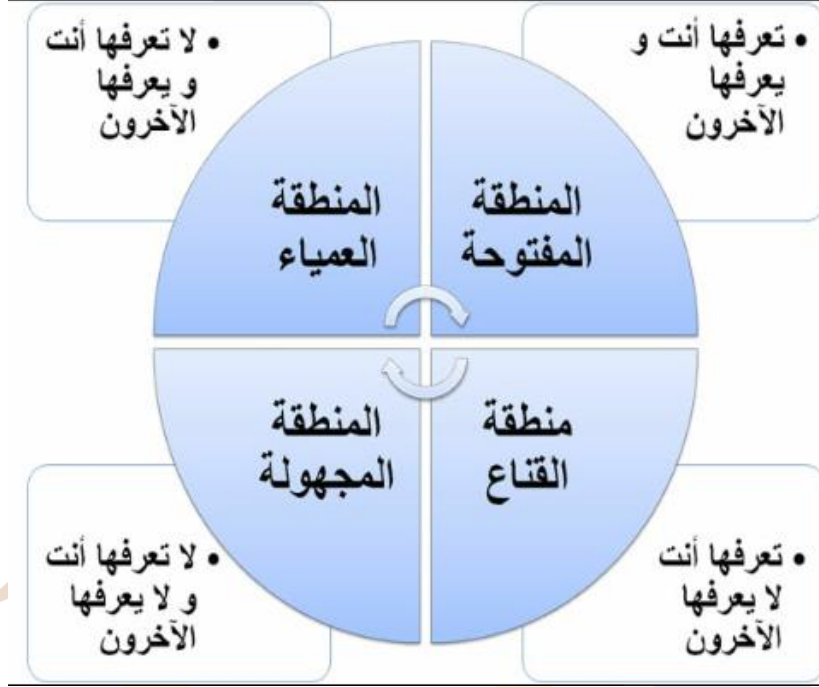 • تعرفها أنت و
يعرفها
الآخرون
المنطقة
المفتوحة
• لا تعرفها أنت
و يعرفها
الآخرون
المنطقة
العمياء
منطقة
القناع
• تعرفها أنت
لا يعرفها
الآخرون
المنطقة
المجهولة
• لا تعرفها أنت
و لا يعرفها
الآخرون